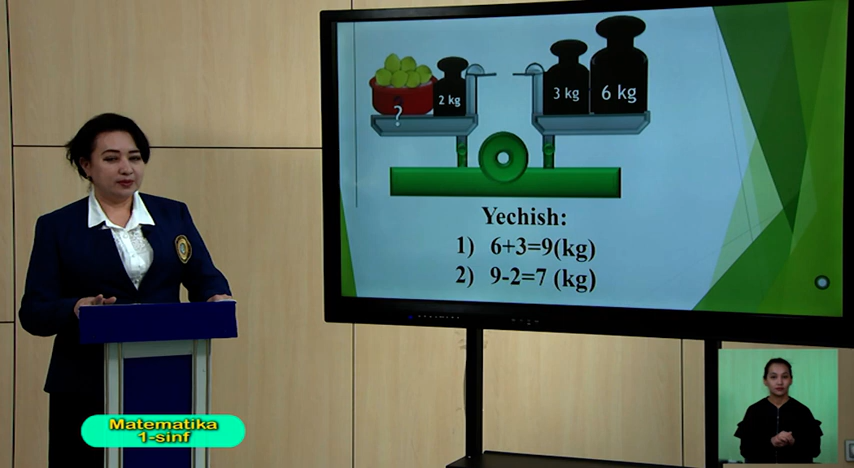 2 kg
3 kg
6 kg
?
Yechish:
1) 6+3=9(kg)
2) 9-2=7 (kg)
Matematika
1-sinf